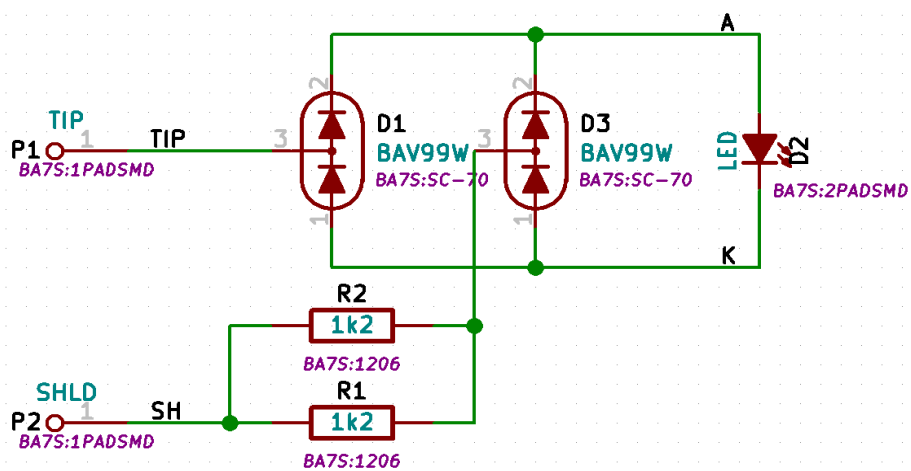 A
TIP
P1
1
TIP
BA7S:1PADSMD
2
3
D1
BAV99W
BA7S:SC-70
1
2
3
D3
BAV99W
BA7S:SC-70
1
LED
D2
BA7S:2PADSMD
K
R2
1k2
BA7S:1206
SHLD
P2
1
SH
BA7S:1PADSMD
R1
1k2
BA7S:1206